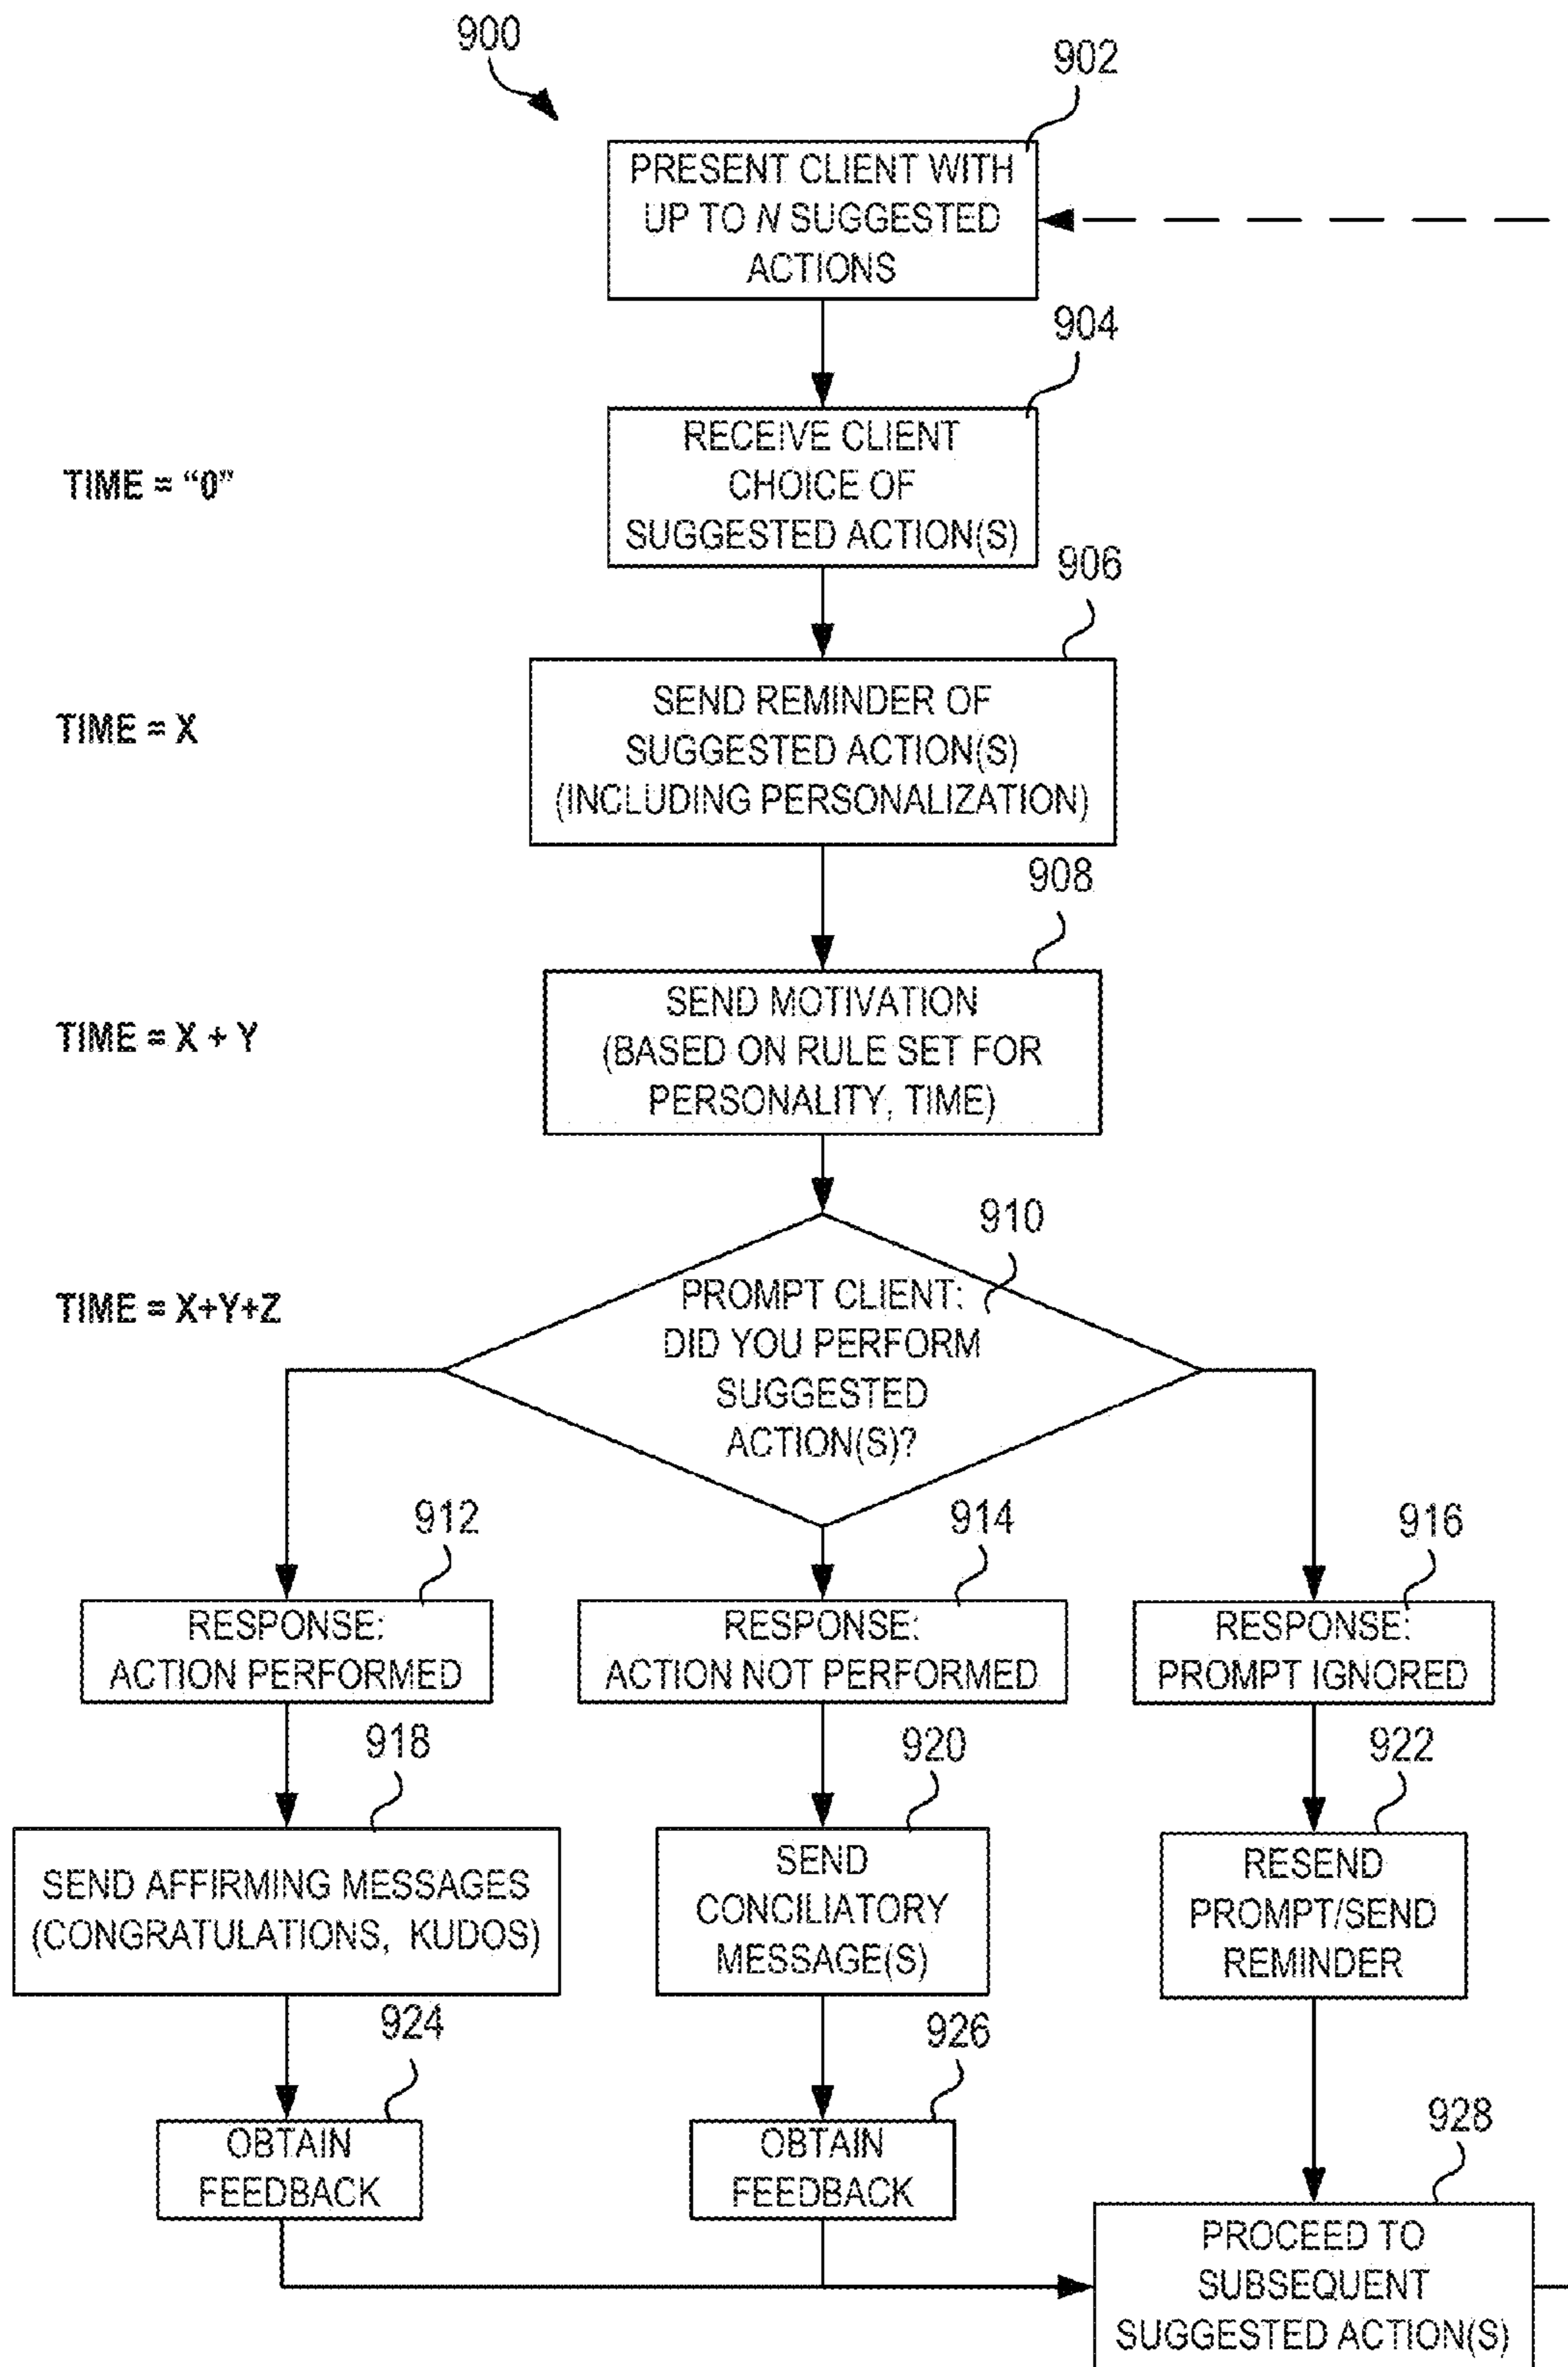 900
902
PRESENT CLIENT WITH
UP TO N SUGGESTED
ACTIONS
904
TIME = “0”
RECEIVE CLIENT
CHOICE OF
SUGGESTED ACTION(S)
906
TIME = X
SEND REMINDER OF
SUGGESTED ACTION(S)
(INCLUDING PERSONALIZATION)
908
TIME = X + Y
SEND MOTIVATION
(BASED ON RULE SET FOR
PERSONALITY, TIME)
910
TIME = X+Y+Z
PROMPT CLIENT:
DID YOU PERFORM
SUGGESTED
ACTION(S)?
912
RESPONSE:
ACTION PERFORMED
914
RESPONSE:
ACTION NOT PERFORMED
916
RESPONSE:
PROMPT IGNORED
918
SEND AFFIRMING MESSAGES
(CONGRATULATIONS, KUDOS)
920
SEND
CONCILIATORY
MESSAGE(S)
922
RESEND
PROMPT/SEND
REMINDER
924
OBTAIN
FEEDBACK
926
OBTAIN
FEEDBACK
928
PROCEED TO
SUBSEQUENT
SUGGESTED ACTION(S)